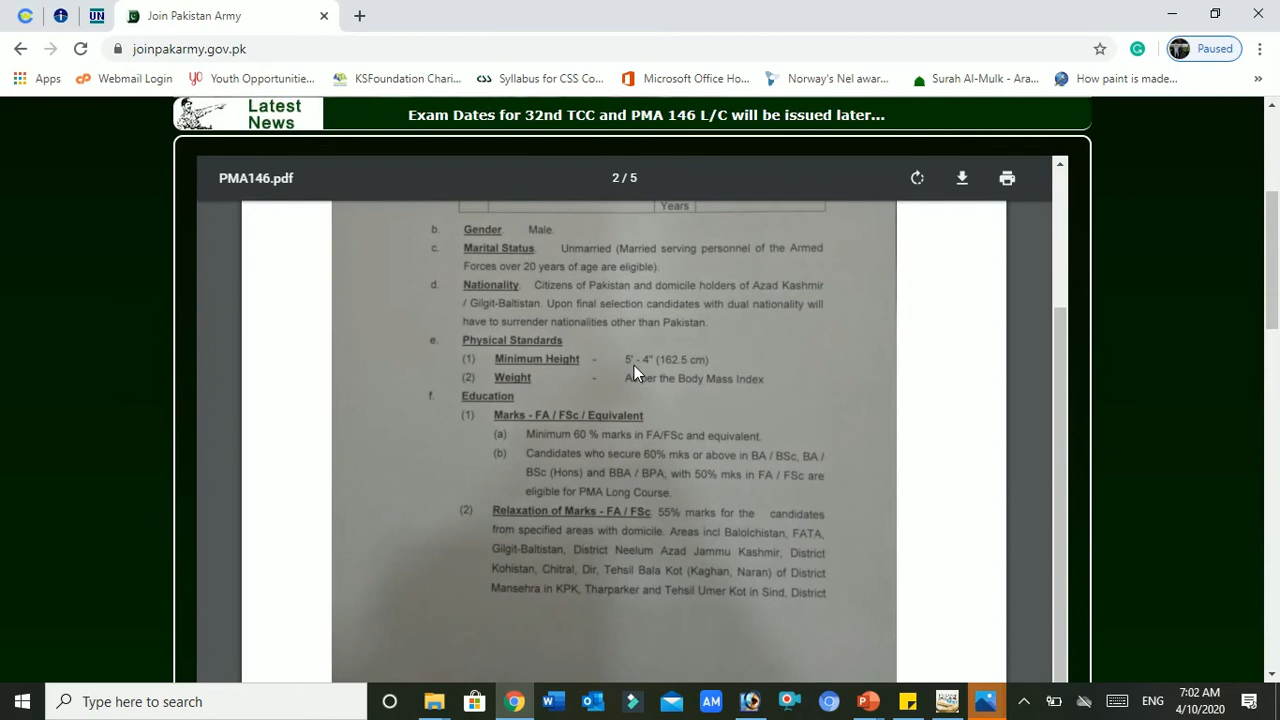 Join Pakistan Army
UN
joinpakarmy.gov.pk
Paused
Apps
Webmail Login
Youth Opportunitie...
KSFoundation Chari...
Syllabus for CSS Co...
Microsoft Office Ho...
Norway's Nel awar...
Surah Al-Mulk - Ara...
How paint is made...
Latest
News
Exam Dates for 32nd TCC and PMA 146 L/C will be issued later...
PMA146.pdf
2 / 5
Years
b. Gender. Male.
c. Marital Status. Unmarried (Married serving personnel of the Armed
Forces over 20 years of age are eligible).
d. Nationality. Citizens of Pakistan and domicile holders of Azad Kashmir
/ Gilgit-Baltistan. Upon final selection candidates with dual nationality will
have to surrender nationalities other than Pakistan.
e. Physical Standards
(1) Minimum Height - 5' - 4" (162.5 cm)
(2) Weight - per the Body Mass Index
f. Education
(1) Marks - FA / FSc / Equivalent
(a) Minimum 60 % marks in FA/FSc and equivalent.
(b) Candidates who secure 60% mks or above in BA / BSc, BA /
BSc (Hons) and BBA / BPA, with 50% mks in FA / FSc are
eligible for PMA Long Course.
(2) Relaxation of Marks - FA / FSc. 55% marks for the candidates
from specified areas with domicile. Areas incl Balolchistan, FATA,
Gilgit-Baltistan, District Neelum Azad Jammu Kashmir, District
Kohistan, Chitral, Dir, Tehsil Bala Kot (Kaghan, Naran) of District
Mansehra in KPK, Tharparker and Tehsil Umer Kot in Sind, District
Type here to search
AM
ENG
7:02 AM
4/10/2020